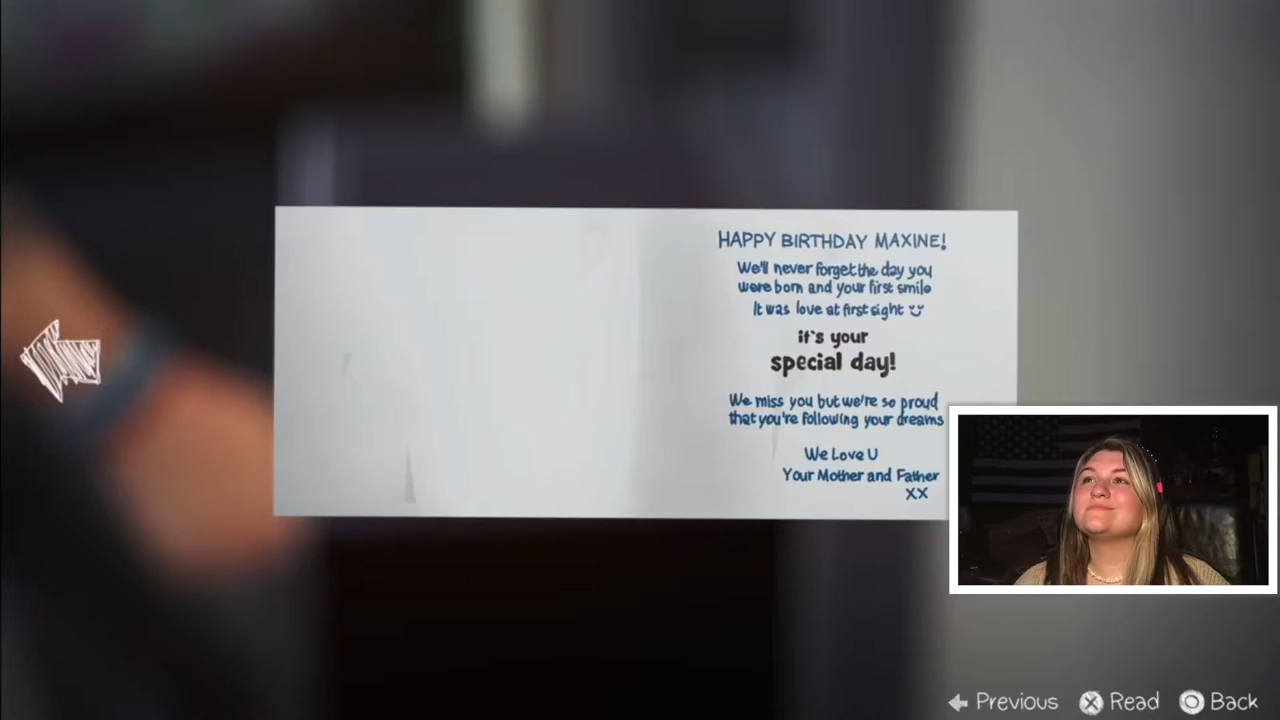 HAPPY BIRTHDAY MAXINE!
We'll never forget the day you
were born and your first smile
It was love at first sight
it's your
special day!
We miss you but we're so proud
that you're following your dreams
We Love U
Your Mother and Father
XX
Previous
Read
Back